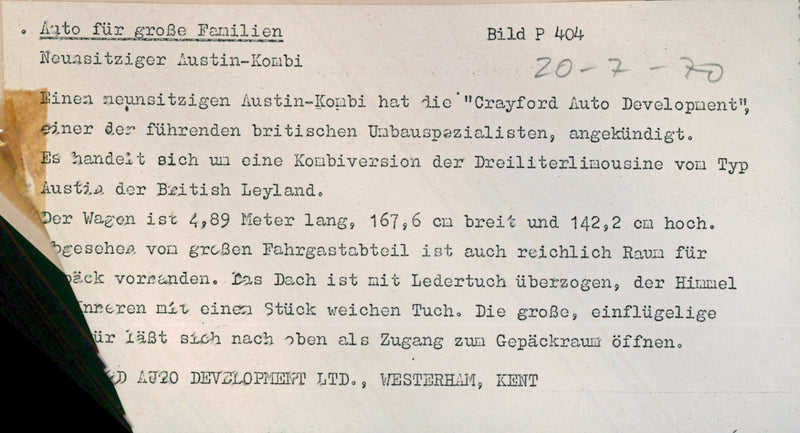 Auto für große Familien
Bild P 404
Neunsitziger Austin-Kombi
20-7-70
Einen neunsitzigen Austin-Kombi hat die "Crayford Auto Development",
einer der führenden britischen Umbauspezialisten, angekündigt.
Es handelt sich um eine Kombiversion der Dreiliterlimousine vom Typ
Austin der British Leyland.
Der Wagen ist 4,89 Meter lang, 167,6 cm breit und 142,2 cm hoch.
bgesehen vom großen Fahrgastabteil ist auch reichlich Raum für
päck vorhanden. Das Dach ist mit Ledertuch überzogen, der Himmel
Inneren mit einem Stück weichen Tuch. Die große, einflügelige
ür läßt sich nach oben als Zugang zum Gepäckraum öffnen.
D AUTO DEVELOPMENT LTD., WESTERHAM, KENT